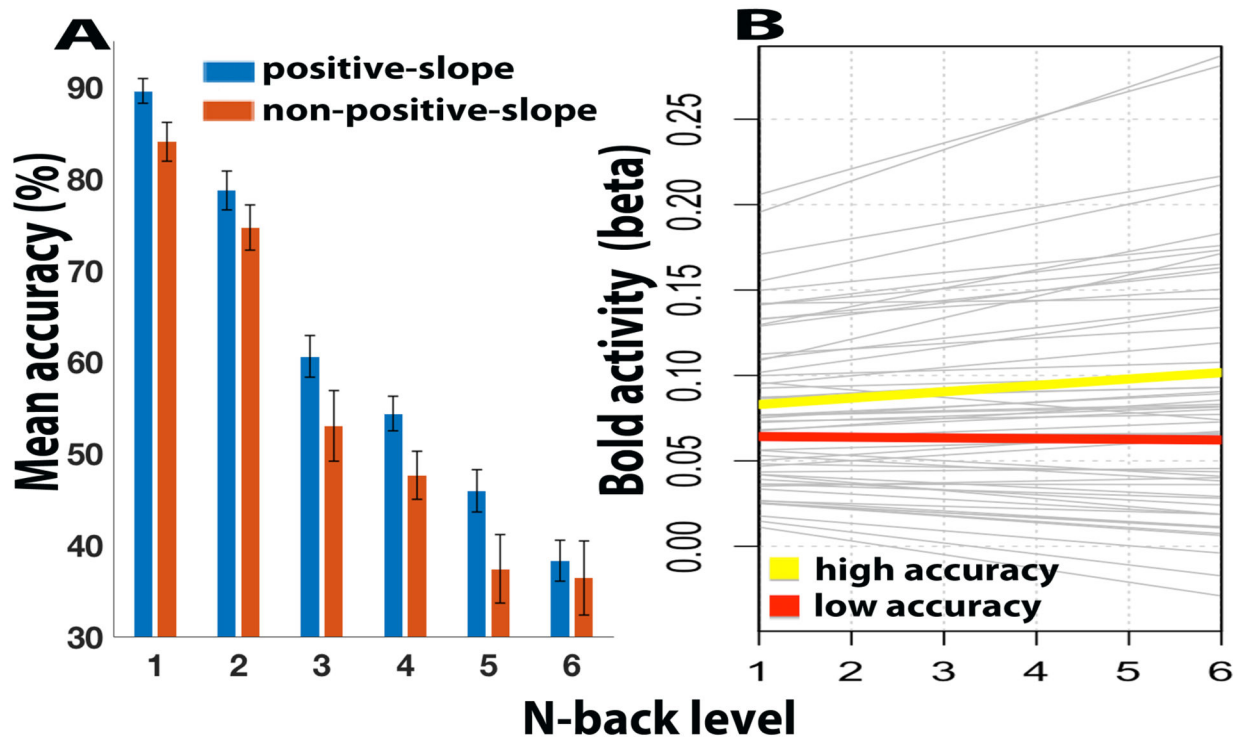 A
positive-slope
non-positive-slope
Mean accuracy (%)
90
80
70
60
50
40
30
1 2 3 4 5 6
B
Bold activity (beta)
0.25
0.20
0.15
0.10
0.05
0.00
high accuracy
low accuracy
1 2 3 4 5 6
N-back level